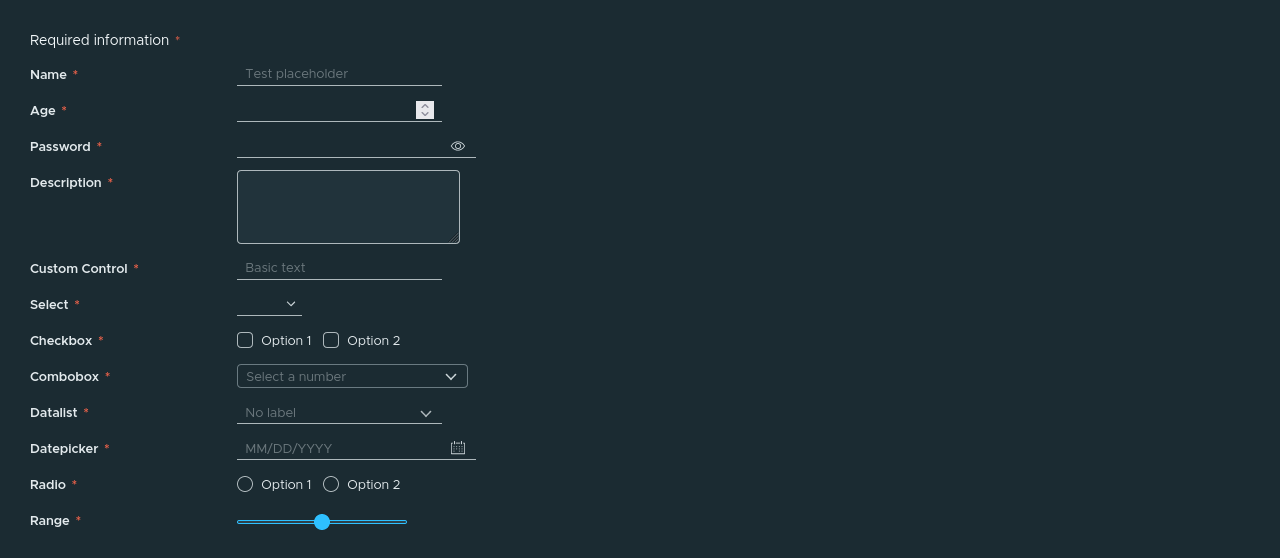 Required information *
Name * Test placeholder
Age *
Password *
Description *
Custom Control * Basic text
Select *
Checkbox * Option 1 Option 2
Combobox * Select a number
Datalist * No label
Datepicker * MM/DD/YYYY
Radio * Option 1 Option 2
Range *